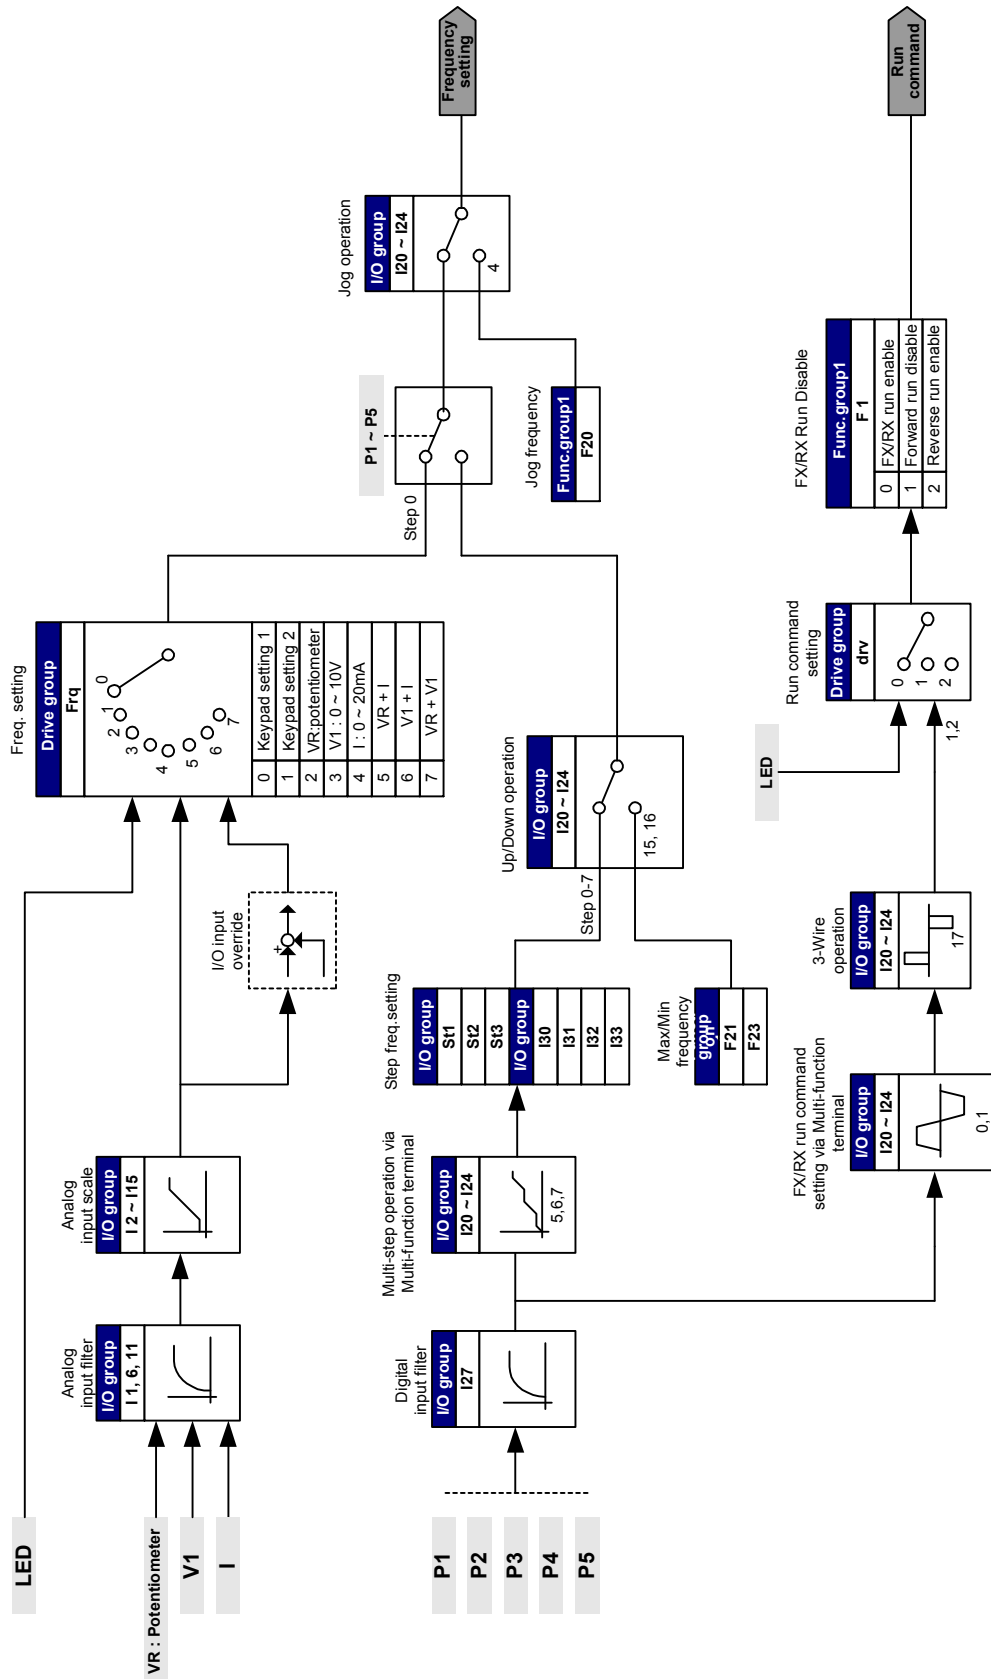 LED
VR : Potentiometer
V1
I
Analog
input filter
I/O group
I 1, 6, 11
Analog
input scale
I/O group
I 2 ~ I15
I/O input
override
+
Freq. setting
Drive group
Frq
0
1
2
3
4
5
6
7
0 Keypad setting 1
1 Keypad setting 2
2 VR:potentiometer
3 V1 : 0 ~ 10V
4 I : 0 ~ 20mA
5 VR + I
6 V1 + I
7 VR + V1
P1
P2
P3
P4
P5
Digital
input filter
I/O group
I27
Multi-step operation via
Multi-function terminal
I/O group
I20 ~ I24
5,6,7
Step freq.setting
I/O group
St1
St2
St3
I/O group
I30
I31
I32
I33
Max/Min
frequency
group
F21
F23
Step 0-7
Up/Down operation
I/O group
I20 ~ I24
15, 16
Step 0
P1 ~ P5
Jog frequency
Func.group1
F20
Jog operation
I/O group
I20 ~ I24
4
Frequency
setting
FX/RX run command
setting via Multi-function
terminal
I/O group
I20 ~ I24
0,1
3-Wire
operation
I/O group
I20 ~ I24
17
LED
1,2
Run command
setting
Drive group
drv
0
1
2
FX/RX Run Disable
Func.group1
F 1
0 FX/RX run enable
1 Forward run disable
2 Reverse run enable
Run
command